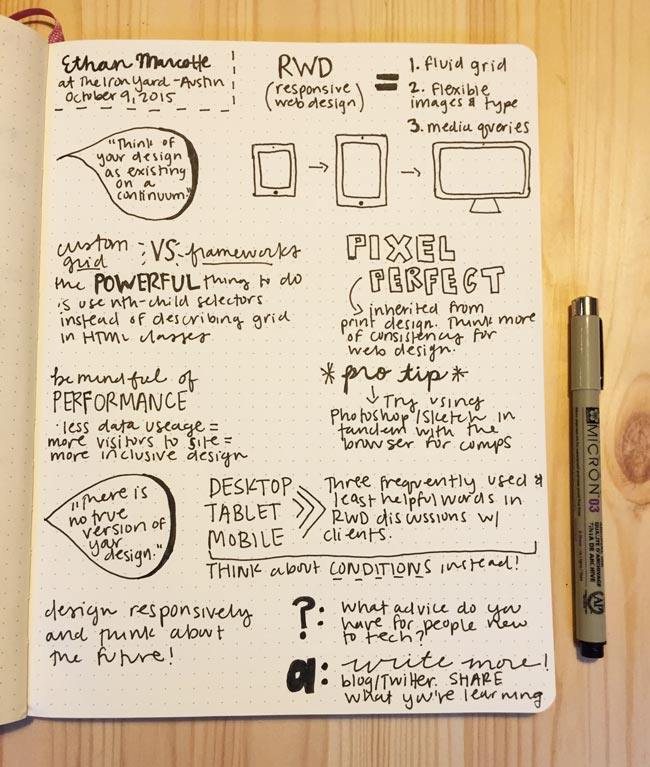 Ethan Marcotte
at The Iron Yard - Austin
October 9, 2015
RWD
(responsive
web design)
=
1. fluid grid
2. flexible
images & type
3. media queries
"Think of
your design
as existing
on a
continuum."
custom
grid
VS.
frameworks
the POWERFUL thing to do
is use nth-child selectors
instead of describing grid
in HTML classes
PIXEL
PERFECT
inherited from
print design. Think more
of consistency for
web design.
be mindful of
PERFORMANCE
· less data useage =
more visitors to site =
more inclusive design
*pro tip*
Try using
Photoshop/Sketch in
tandem with the
browser for comps
"There is
no true
version of
your
design."
DESKTOP
TABLET
MOBILE
Three frequently used &
least helpful words in
RWD discussions w/
clients.
THINK about CONDITIONS instead!
design responsively
and think about
the future!
?: What advice do you
have for people new
to tech?
a: write more!
blog/Twitter. SHARE
what you're learning
MICRON 03